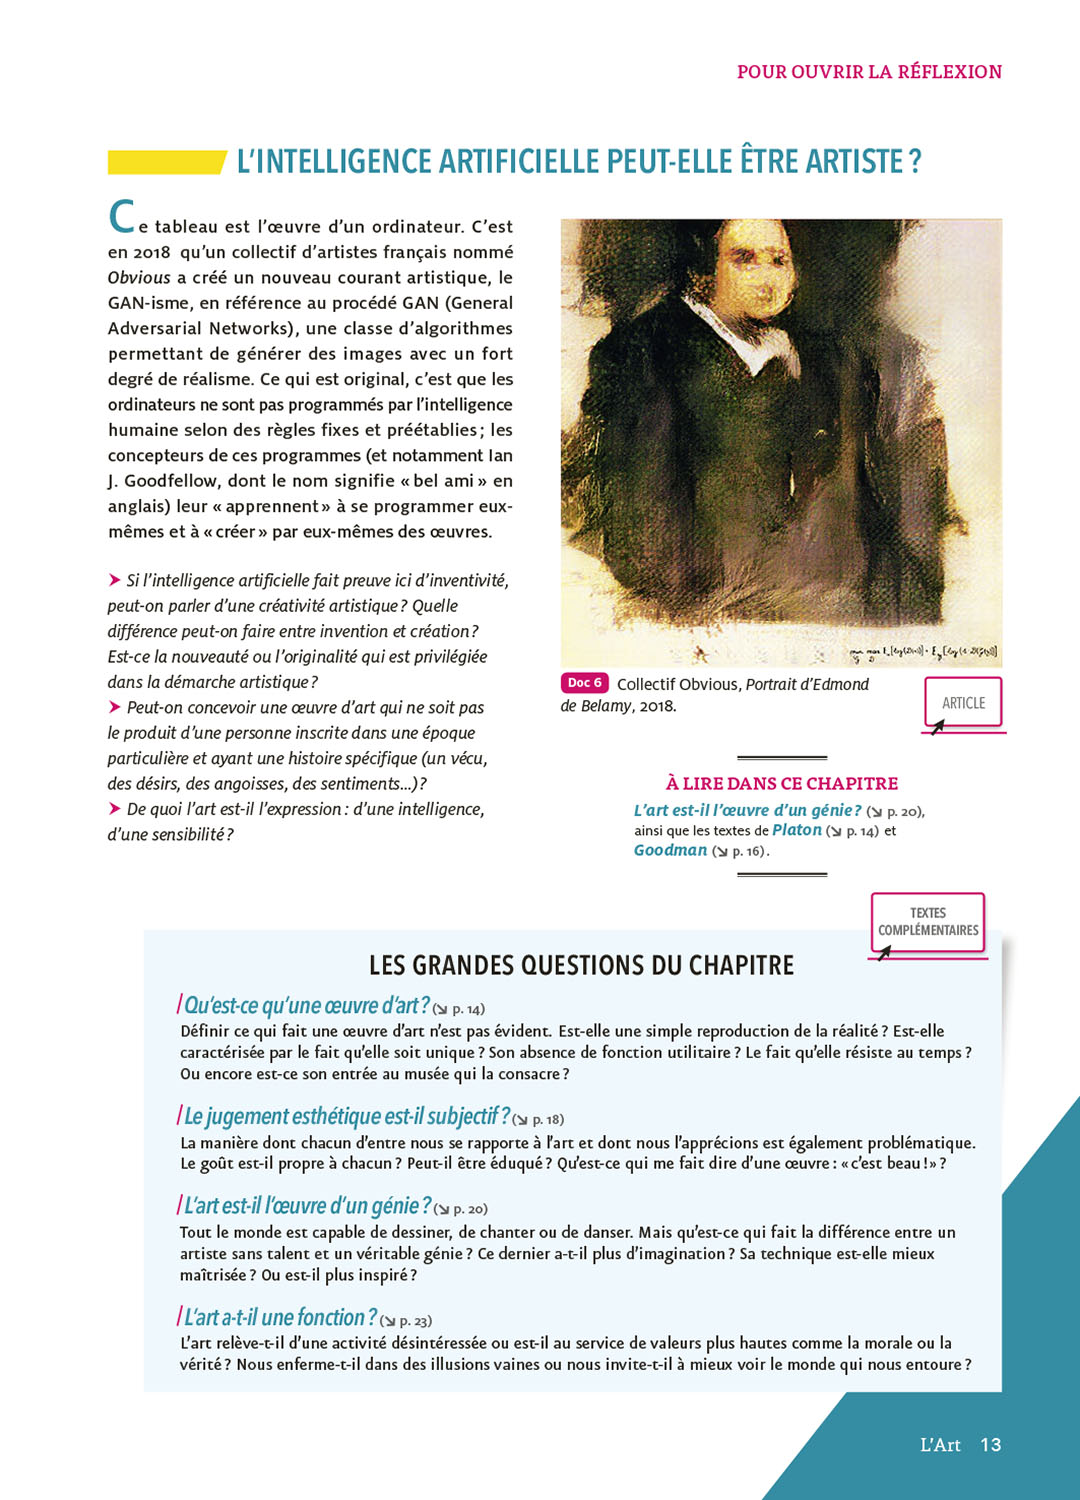 POUR OUVRIR LA RÉFLEXION
L’INTELLIGENCE ARTIFICIELLE PEUT-ELLE ÊTRE ARTISTE ?
Ce tableau est l’œuvre d’un ordinateur. C’est
en 2018 qu’un collectif d’artistes français nommé
Obvious a créé un nouveau courant artistique, le
GAN-isme, en référence au procédé GAN (General
Adversarial Networks), une classe d’algorithmes
permettant de générer des images avec un fort
degré de réalisme. Ce qui est original, c’est que les
ordinateurs ne sont pas programmés par l’intelligence
humaine selon des règles fixes et préétablies ; les
concepteurs de ces programmes (et notamment Ian
J. Goodfellow, dont le nom signifie « bel ami » en
anglais) leur « apprennent » à se programmer eux-
mêmes et à « créer » par eux-mêmes des œuvres.
➤ Si l’intelligence artificielle fait preuve ici d’inventivité,
peut-on parler d’une créativité artistique ? Quelle
différence peut-on faire entre invention et création ?
Est-ce la nouveauté ou l’originalité qui est privilégiée
dans la démarche artistique ?
➤ Peut-on concevoir une œuvre d’art qui ne soit pas
le produit d’une personne inscrite dans une époque
particulière et ayant une histoire spécifique (un vécu,
des désirs, des angoisses, des sentiments...) ?
➤ De quoi l’art est-il l’expression : d’une intelligence,
d’une sensibilité ?
Doc 6 Collectif Obvious, Portrait d’Edmond
de Belamy, 2018.
ARTICLE
À LIRE DANS CE CHAPITRE
L’art est-il l’œuvre d’un génie ? (↘ p. 20),
ainsi que les textes de Platon (↘ p. 14) et
Goodman (↘ p. 16).
TEXTES
COMPLÉMENTAIRES
LES GRANDES QUESTIONS DU CHAPITRE
/Qu’est-ce qu’une œuvre d’art ? (↘ p. 14)
Définir ce qui fait une œuvre d’art n’est pas évident. Est-elle une simple reproduction de la réalité ? Est-elle
caractérisée par le fait qu’elle soit unique ? Son absence de fonction utilitaire ? Le fait qu’elle résiste au temps ?
Ou encore est-ce son entrée au musée qui la consacre ?
/Le jugement esthétique est-il subjectif ? (↘ p. 18)
La manière dont chacun d’entre nous se rapporte à l’art et dont nous l’apprécions est également problématique.
Le goût est-il propre à chacun ? Peut-il être éduqué ? Qu’est-ce qui me fait dire d’une œuvre : « c’est beau ! » ?
/L’art est-il l’œuvre d’un génie ? (↘ p. 20)
Tout le monde est capable de dessiner, de chanter ou de danser. Mais qu’est-ce qui fait la différence entre un
artiste sans talent et un véritable génie ? Ce dernier a-t-il plus d’imagination ? Sa technique est-elle mieux
maîtrisée ? Ou est-il plus inspiré ?
/L’art a-t-il une fonction ? (↘ p. 23)
L’art relève-t-il d’une activité désintéressée ou est-il au service de valeurs plus hautes comme la morale ou la
vérité ? Nous enferme-t-il dans des illusions vaines ou nous invite-t-il à mieux voir le monde qui nous entoure ?
L’Art 13